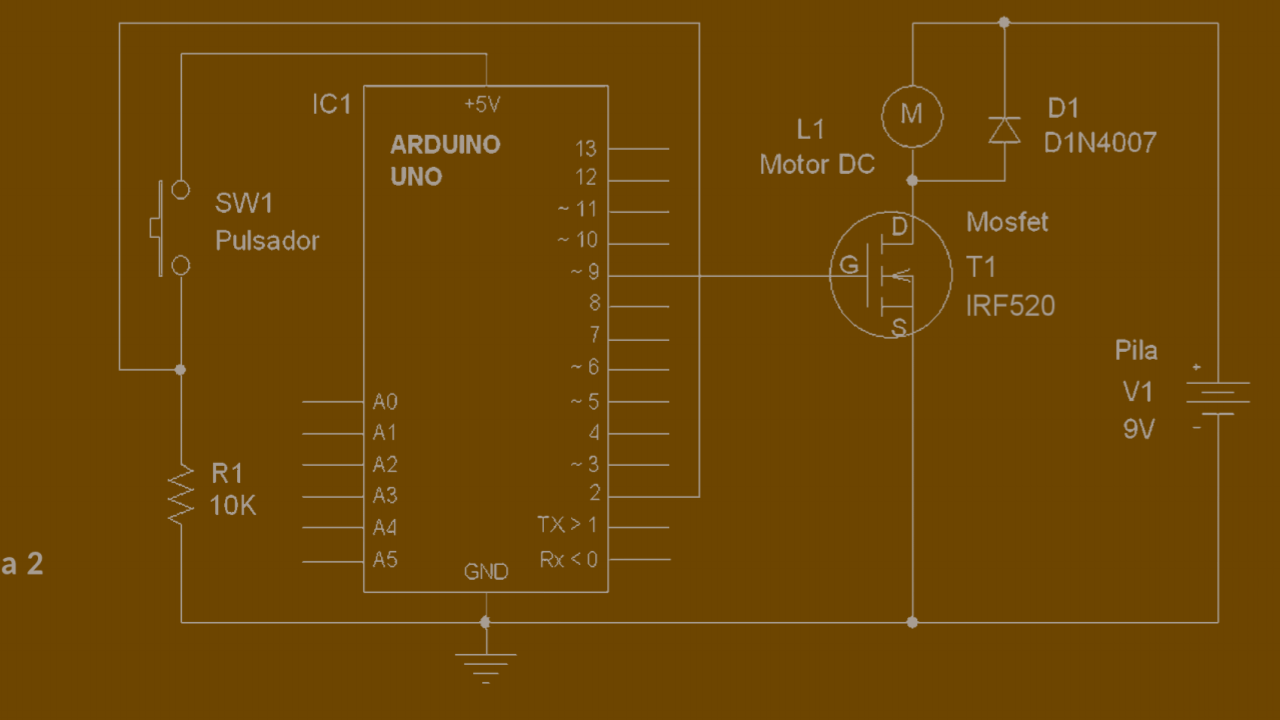 IC1
+5V
ARDUINO
UNO
13
12
~ 11
~ 10
~ 9
8
7
~ 6
~ 5
4
~ 3
2
TX > 1
Rx < 0
A0
A1
A2
A3
A4
A5
GND
SW1
Pulsador
R1
10K
a 2
L1
Motor DC
M
D1
D1N4007
Mosfet
T1
IRF520
D
G
S
Pila
V1
9V
+
-